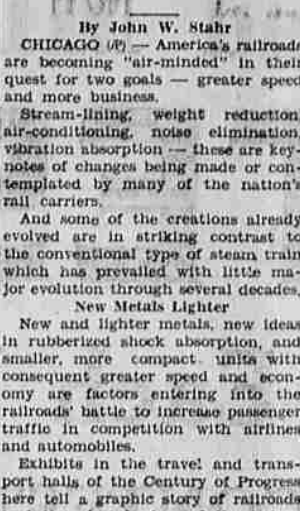 By John W. Stahr
CHICAGO (AP) — America's railroads
are becoming "air-minded" in their
quest for two goals — greater speed
and more business.
Stream-lining, weight reduction,
air-conditioning, noise elimination,
vibration absorption — these are key-
notes of changes being made or con-
templated by many of the nation's
rail carriers.
And some of the creations already
evolved are in striking contrast to
the conventional type of steam train
which has prevailed with little ma-
jor evolution through several decades.
New Metals Lighter
New and lighter metals, new ideas
in rubberized shock absorption, and
smaller, more compact units with
consequent greater speed and econ-
omy are factors entering into the
railroads' battle to increase passenger
traffic in competition with airlines
and automobiles.
Exhibits in the travel and trans-
port halls of the Century of Progress
here tell a graphic story of railroads